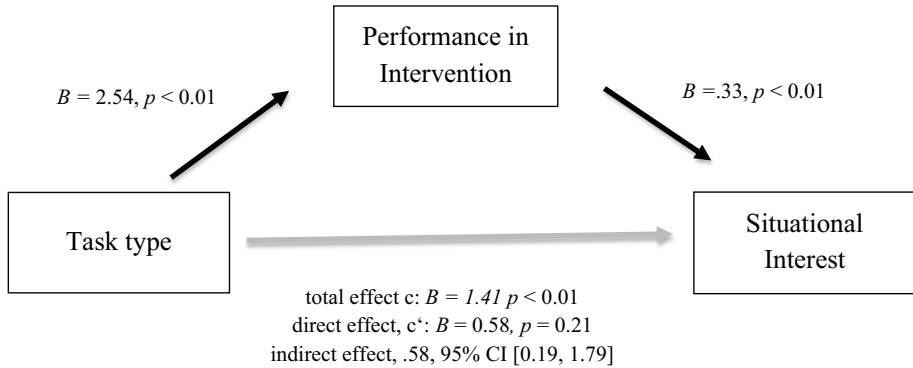 Performance in
Intervention
B = 2.54, p < 0.01
B =.33, p < 0.01
Task type
Situational
Interest
total effect c: B = 1.41 p < 0.01
direct effect, c‘: B = 0.58, p = 0.21
indirect effect, .58, 95% CI [0.19, 1.79]